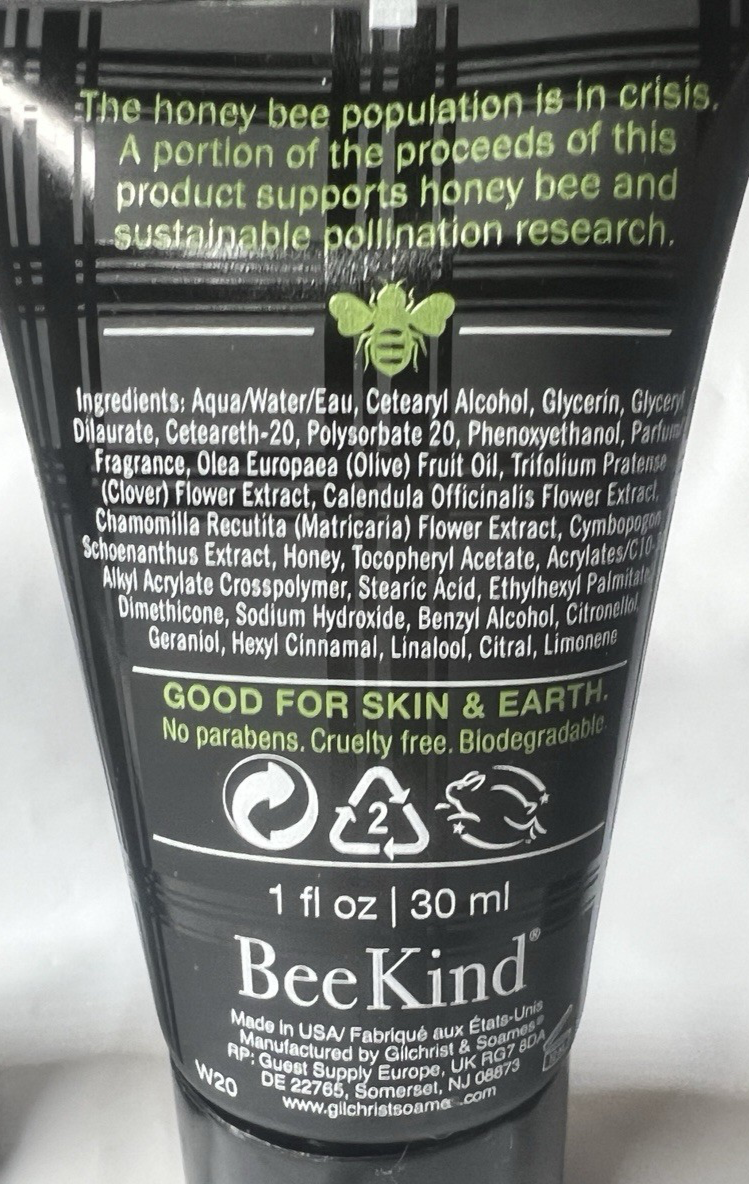 The honey bee population is in crisis.
A portion of the proceeds of this
product supports honey bee and
sustainable pollination research.
Ingredients: Aqua/Water/Eau, Cetearyl Alcohol, Glycerin, Glyceryl
Dilaurate, Ceteareth-20, Polysorbate 20, Phenoxyethanol, Parfum/
Fragrance, Olea Europaea (Olive) Fruit Oil, Trifolium Pratense
(Clover) Flower Extract, Calendula Officinalis Flower Extract,
Chamomilla Recutita (Matricaria) Flower Extract, Cymbopogon
Schoenanthus Extract, Honey, Tocopheryl Acetate, Acrylates/C10-
Alkyl Acrylate Crosspolymer, Stearic Acid, Ethylhexyl Palmitate,
Dimethicone, Sodium Hydroxide, Benzyl Alcohol, Citronellol,
Geraniol, Hexyl Cinnamal, Linalool, Citral, Limonene
GOOD FOR SKIN & EARTH.
No parabens. Cruelty free. Biodegradable.
2
1 fl oz | 30 ml
BeeKind®
Made in USA/ Fabriqué aux États-Unis
Manufactured by Gilchrist & Soames®
RP: Guest Supply Europe, UK RG7 8DA
DE 22765, Somerset, NJ 08873
W20